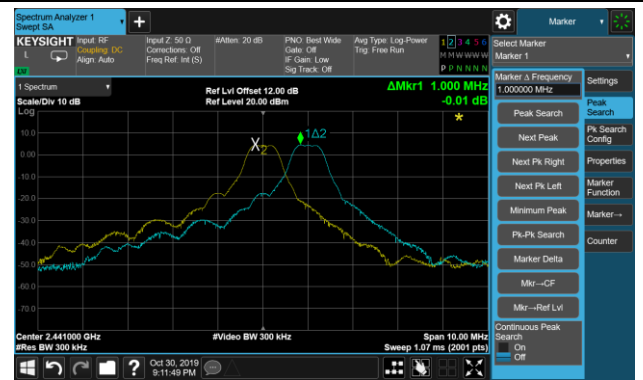 Spectrum Analyzer 1
Swept SA
Marker
KEYSIGHT
Input: RF
Input Z: 50 Ω
#Atten: 20 dB
PNO: Best Wide
Avg Type: Log-Power
1 2 3 4 5 6
Coupling: DC
Corrections: Off
Gate: Off
Trig: Free Run
M M W W W W
Align: Auto
Freq Ref: Int (S)
IF Gain: Low
Sig Track: Off
P P N N N N
L
LXI
Select Marker
Marker 1
1 Spectrum
Scale/Div 10 dB
Log
Ref Lvl Offset 12.00 dB
Ref Level 20.00 dBm
ΔMkr1 1.000 MHz
-0.01 dB
10.0
0.00
-10.0
-20.0
-30.0
-40.0
-50.0
-60.0
-70.0
X2
1Δ2
*
Center 2.441000 GHz
#Res BW 300 kHz
#Video BW 300 kHz
Span 10.00 MHz
Sweep 1.07 ms (2001 pts)
Marker Δ Frequency
1.000000 MHz
Peak Search
Next Peak
Next Pk Right
Next Pk Left
Minimum Peak
Pk-Pk Search
Marker Delta
Mkr→CF
Mkr→Ref Lvl
Continuous Peak
Search
On
Off
Settings
Peak
Search
Pk Search
Config
Properties
Marker
Function
Marker→
Counter
?
Oct 30, 2019
9:11:49 PM